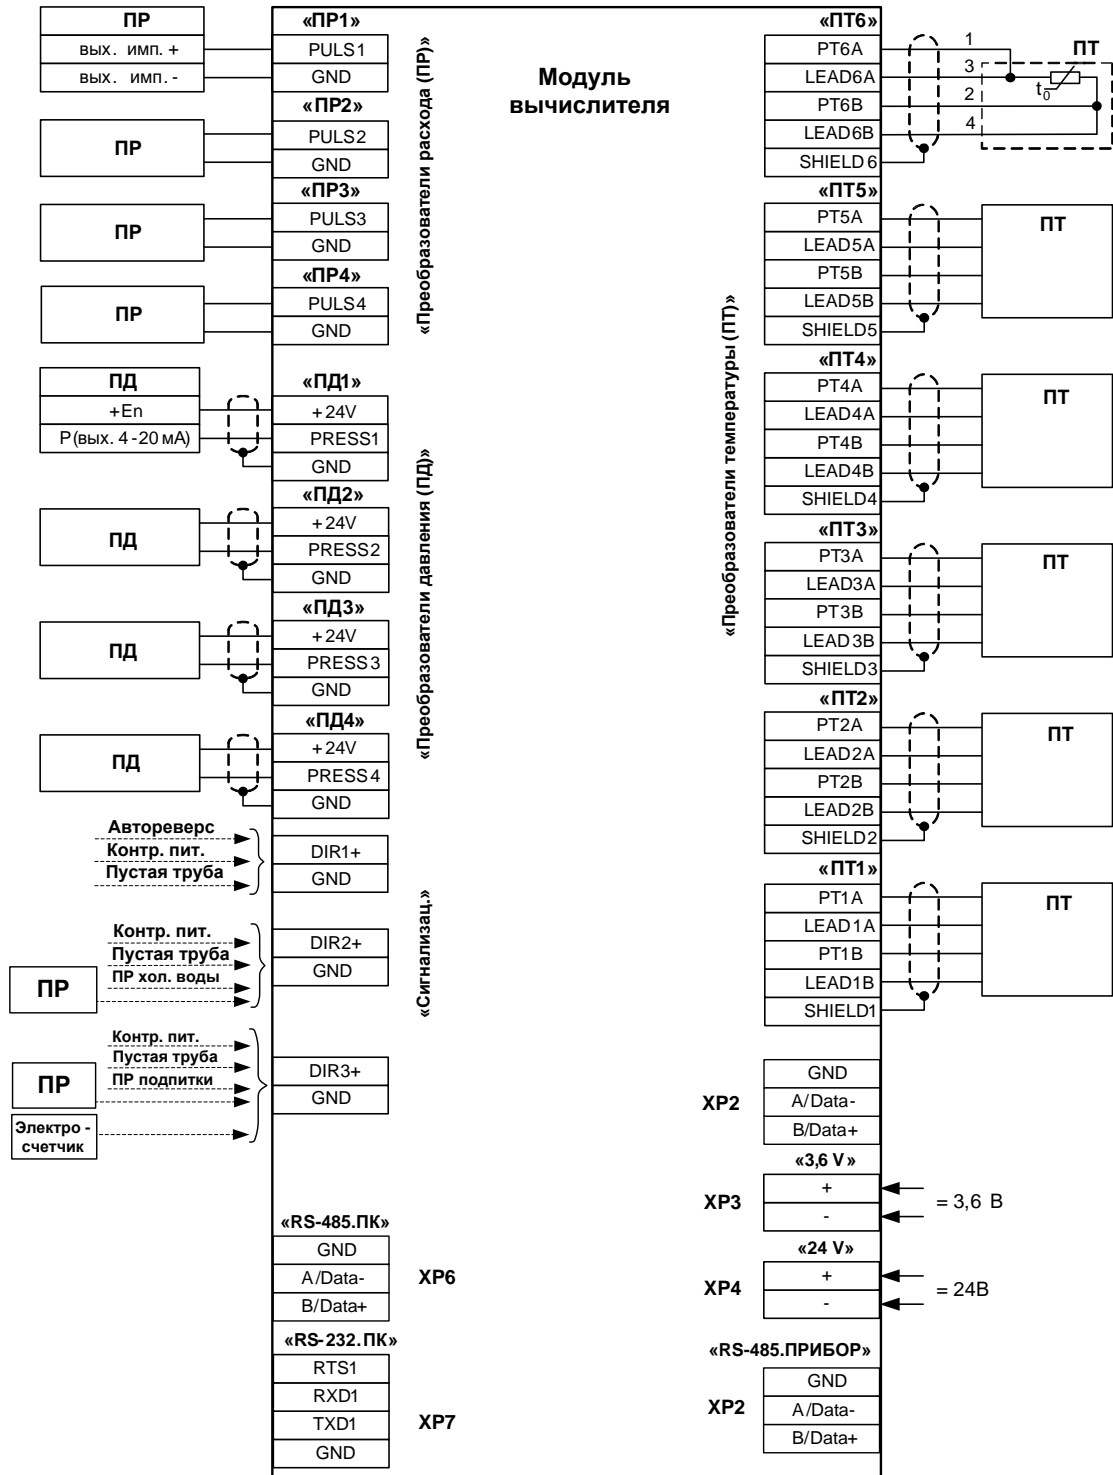 Модуль
вычислителя
ПР
вых. имп. +
вых. имп. -
«ПР1»
PULS1
GND
«ПР2»
ПР
PULS2
GND
«ПР3»
ПР
PULS3
GND
«ПР4»
ПР
PULS4
GND
«Преобразователи расхода (ПР)»
ПД
+En
P(вых. 4-20 мА)
«ПД1»
+24V
PRESS1
GND
«ПД2»
ПД
+24V
PRESS2
GND
«ПД3»
ПД
+24V
PRESS3
GND
«ПД4»
ПД
+24V
PRESS4
GND
«Преобразователи давления (ПД)»
Автореверс
Контр. пит.
Пустая труба
DIR1+
GND
Контр. пит.
Пустая труба
ПР хол. воды
ПР
DIR2+
GND
Контр. пит.
Пустая труба
ПР подпитки
ПР
Электро-
счетчик
DIR3+
GND
«Сигнализац.»
«RS-485.ПК»
GND
A/Data-
B/Data+
XP6
«RS-232.ПК»
RTS1
RXD1
TXD1
GND
XP7
«ПТ6»
PT6A
LEAD6A
PT6B
LEAD6B
SHIELD6
1
3
2
4
ПТ
t0
«ПТ5»
PT5A
LEAD5A
PT5B
LEAD5B
SHIELD5
ПТ
«ПТ4»
PT4A
LEAD4A
PT4B
LEAD4B
SHIELD4
ПТ
«ПТ3»
PT3A
LEAD3A
PT3B
LEAD3B
SHIELD3
ПТ
«ПТ2»
PT2A
LEAD2A
PT2B
LEAD2B
SHIELD2
ПТ
«ПТ1»
PT1A
LEAD1A
PT1B
LEAD1B
SHIELD1
ПТ
«Преобразователи температуры (ПТ)»
XP2
GND
A/Data-
B/Data+
«3,6 V»
XP3
+
-
= 3,6 В
«24 V»
XP4
+
-
= 24В
«RS-485.ПРИБОР»
XP2
GND
A/Data-
B/Data+